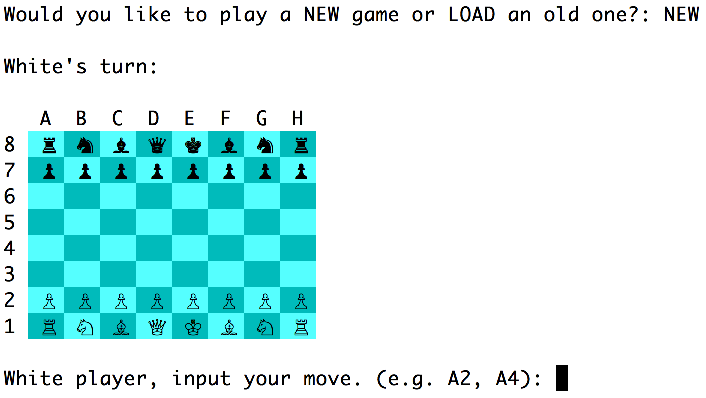 Would you like to play a NEW game or LOAD an old one?: NEW
White's turn:
A B C D E F G H
8 ♜ ♞ ♝ ♛ ♚ ♝ ♞ ♜
7 ♟ ♟ ♟ ♟ ♟ ♟ ♟ ♟
6
5
4
3
2 ♙ ♙ ♙ ♙ ♙ ♙ ♙ ♙
1 ♖ ♘ ♗ ♕ ♔ ♗ ♘ ♖
White player, input your move. (e.g. A2, A4):